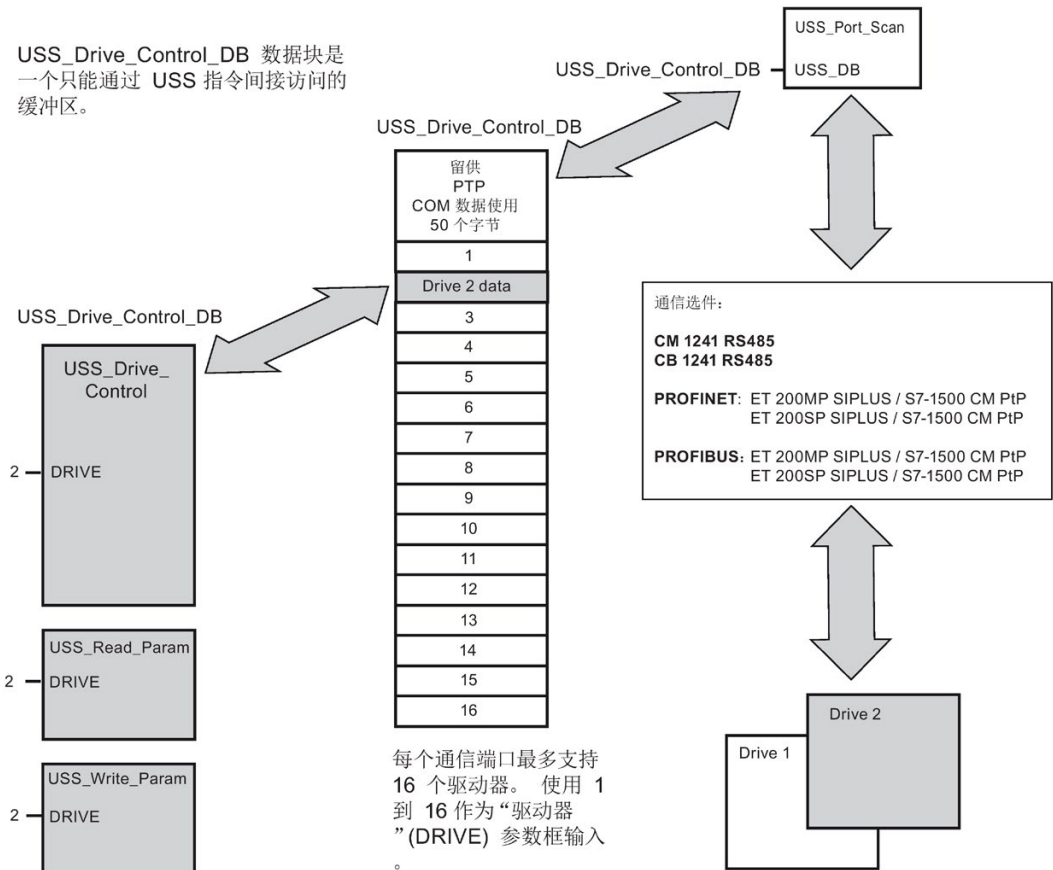 USS_Drive_Control_DB 数据块是
一个只能通过 USS 指令间接访问的
缓冲区。
USS_Port_Scan
USS_Drive_Control_DB
USS_DB
USS_Drive_Control_DB
留供
PTP
COM 数据使用
50 个字节
1
Drive 2 data
3
4
5
6
7
8
9
10
11
12
13
14
15
16
每个通信端口最多支持
16 个驱动器。 使用 1
到 16 作为“驱动器
”(DRIVE) 参数框输入
。
USS_Drive_Control_DB
USS_Drive_
Control
2
DRIVE
USS_Read_Param
2
DRIVE
USS_Write_Param
2
DRIVE
通信选件：
CM 1241 RS485
CB 1241 RS485
PROFINET: ET 200MP SIPLUS / S7-1500 CM PtP
ET 200SP SIPLUS / S7-1500 CM PtP
PROFIBUS: ET 200MP SIPLUS / S7-1500 CM PtP
ET 200SP SIPLUS / S7-1500 CM PtP
Drive 2
Drive 1